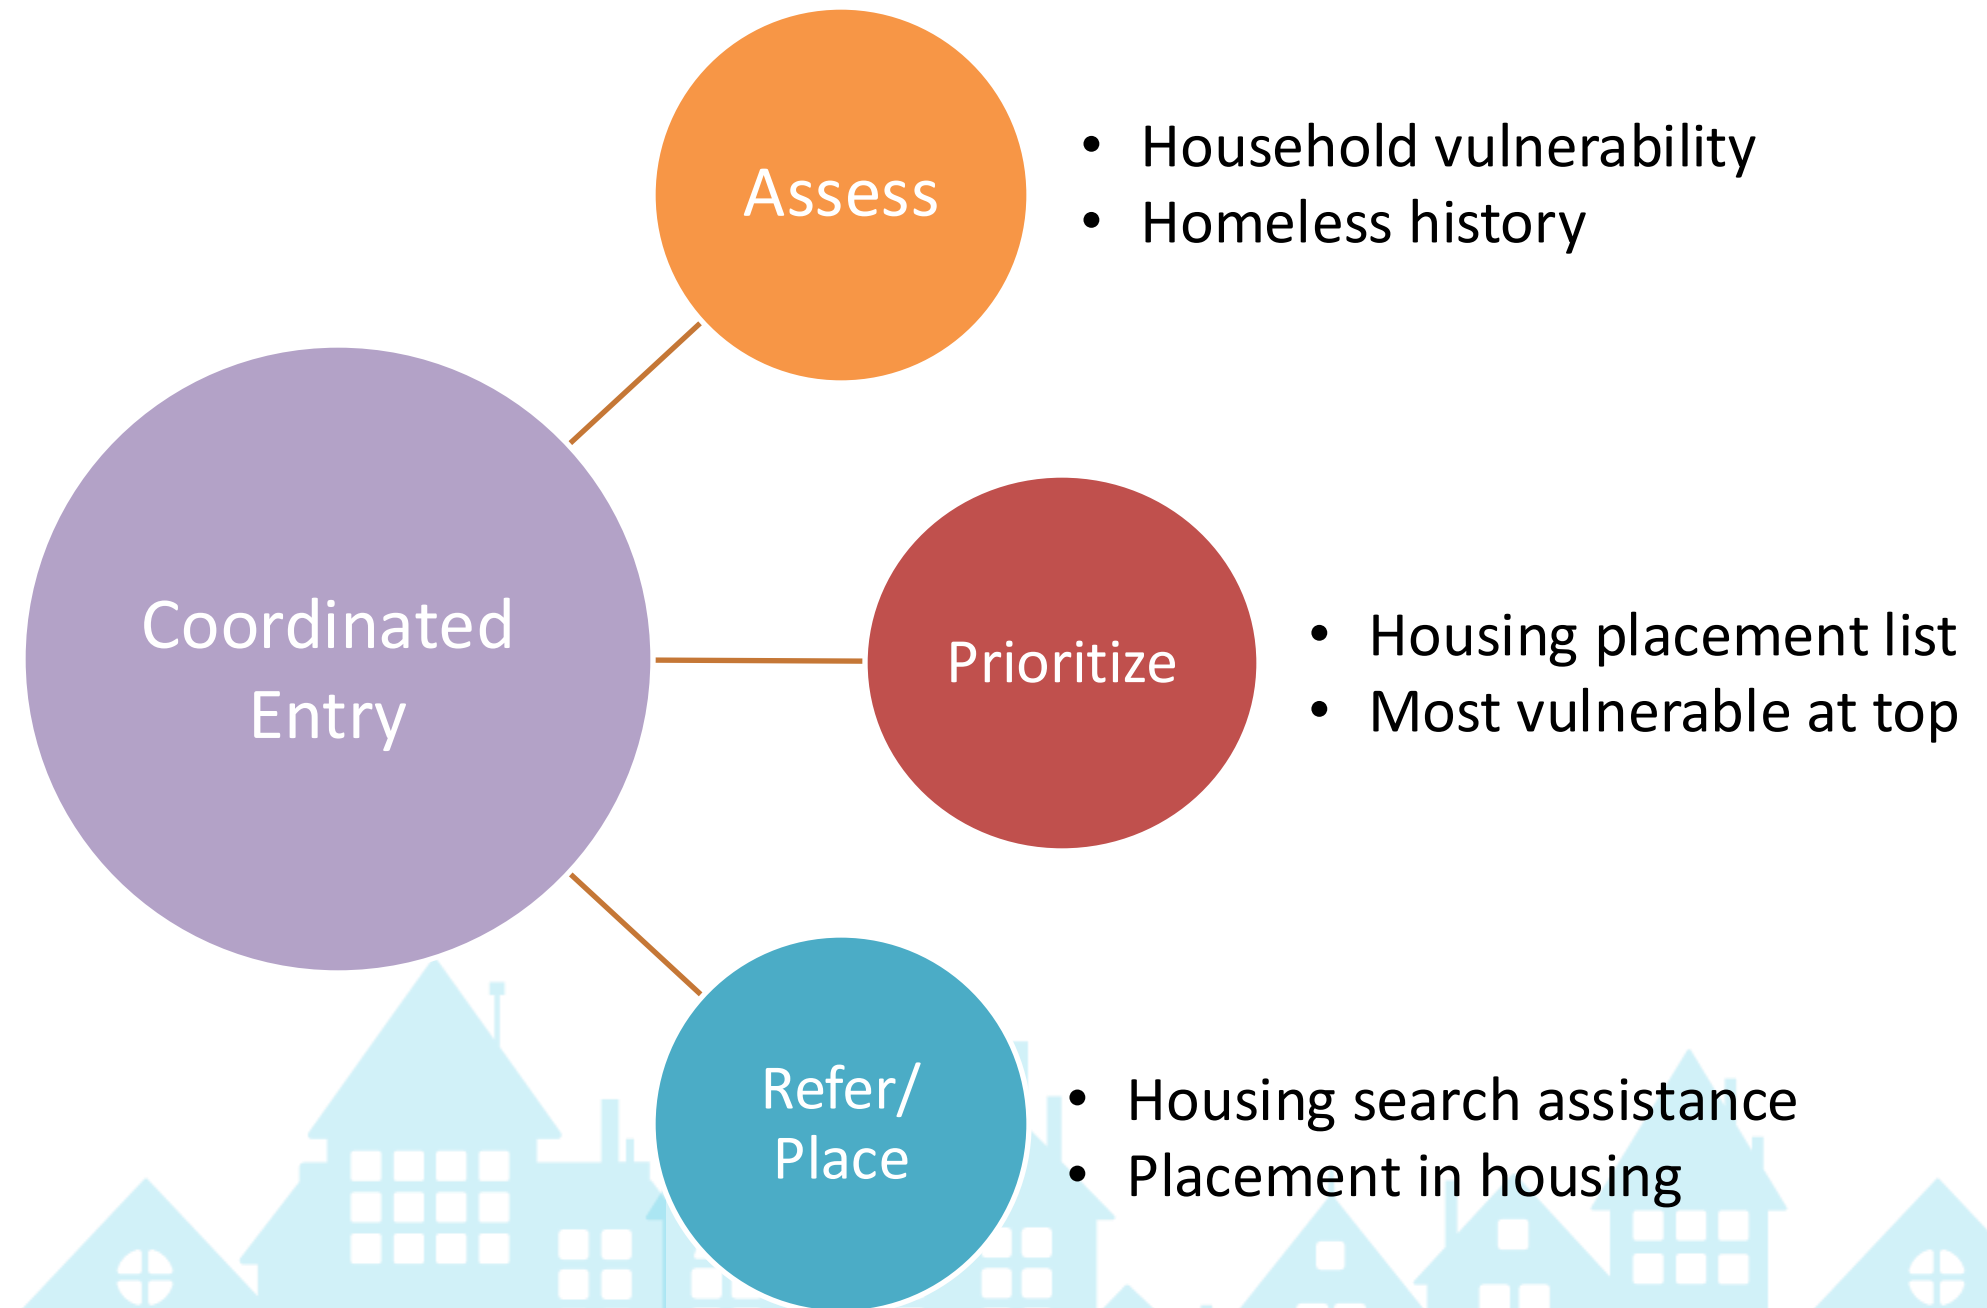 Assess
• Household vulnerability
• Homeless history
Coordinated
Entry
Prioritize
• Housing placement list
• Most vulnerable at top
Refer/
Place
• Housing search assistance
• Placement in housing